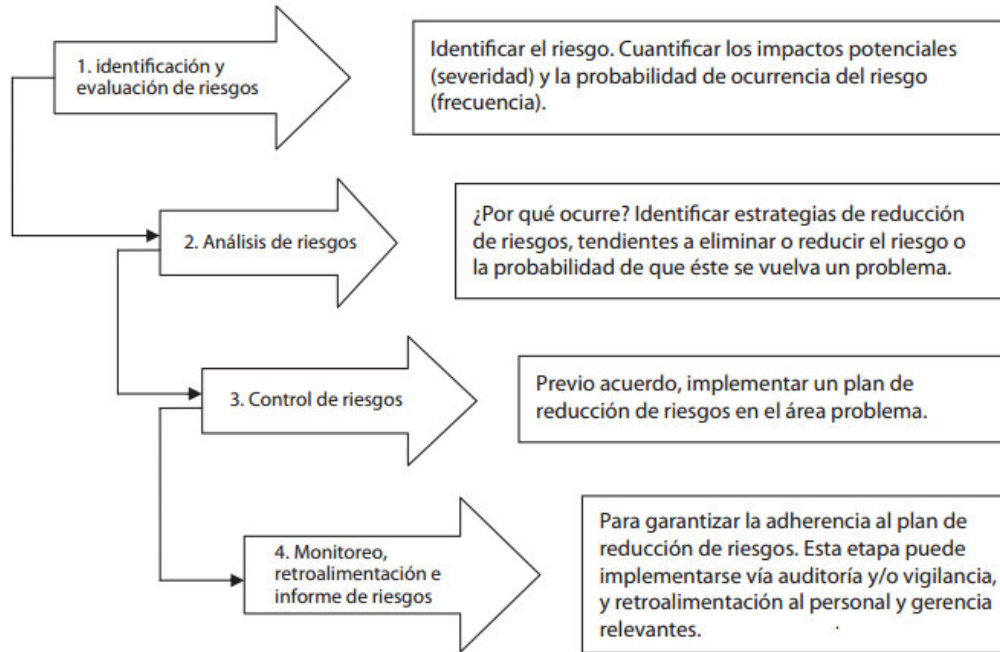 1. identificación y
evaluación de riesgos
Identificar el riesgo. Cuantificar los impactos potenciales
(severidad) y la probabilidad de ocurrencia del riesgo
(frecuencia).
2. Análisis de riesgos
¿Por qué ocurre? Identificar estrategias de reducción
de riesgos, tendientes a eliminar o reducir el riesgo o
la probabilidad de que éste se vuelva un problema.
3. Control de riesgos
Previo acuerdo, implementar un plan de
reducción de riesgos en el área problema.
4. Monitoreo,
retroalimentación e
informe de riesgos
Para garantizar la adherencia al plan de
reducción de riesgos. Esta etapa puede
implementarse vía auditoría y/o vigilancia,
y retroalimentación al personal y gerencia
relevantes.